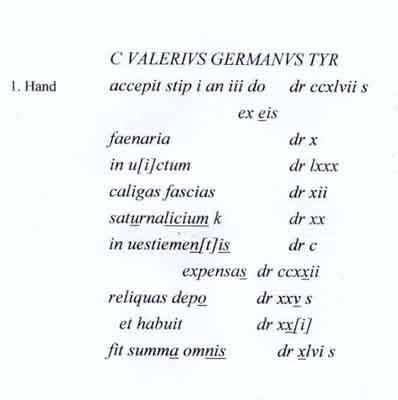 C VALERIVS GERMANVS TYR
1. Hand accepit stip i an iii do dr ccxlvii s
ex eis
faenaria dr x
in u[i]ctum dr lxxx
caligas fascias dr xii
saturnalicium k dr xx
in uestiemen[t]is dr c
expensas dr ccxxii
reliquas depo dr xxv s
et habuit dr xx[i]
fit summa omnis dr xlvi s